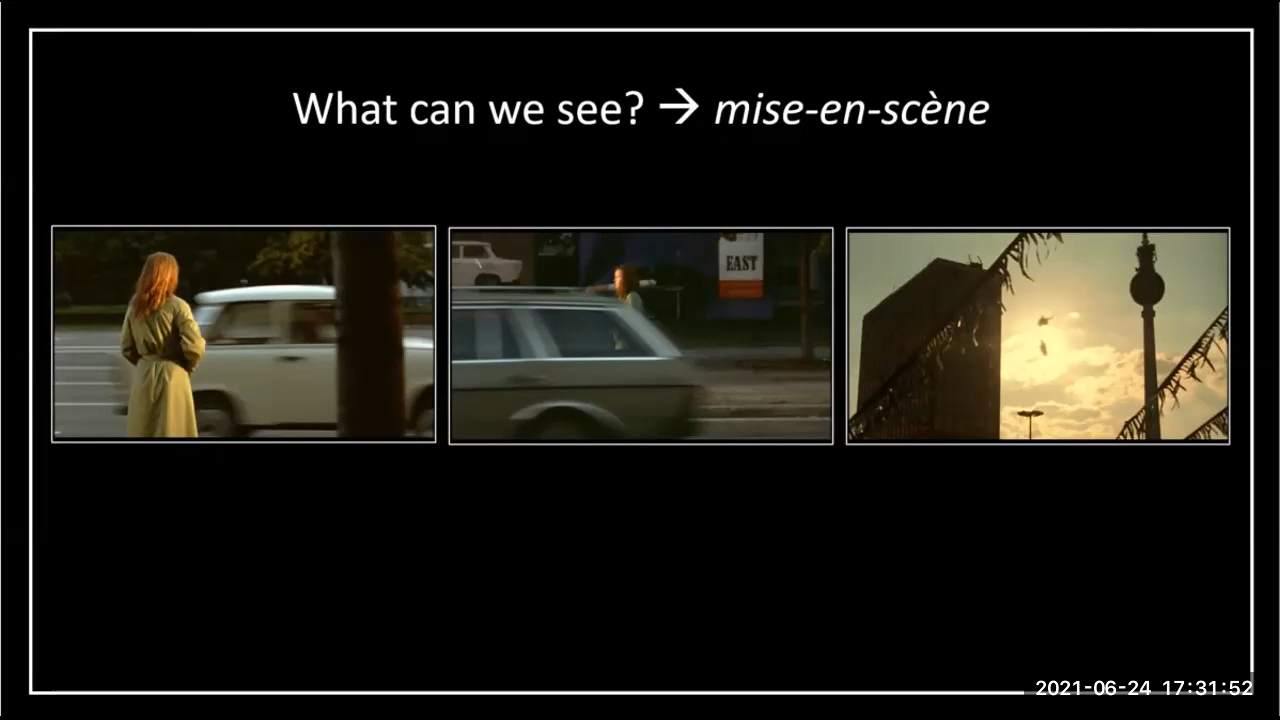 What can we see? → mise-en-scène
EAST
2021-06-24 17:31:52